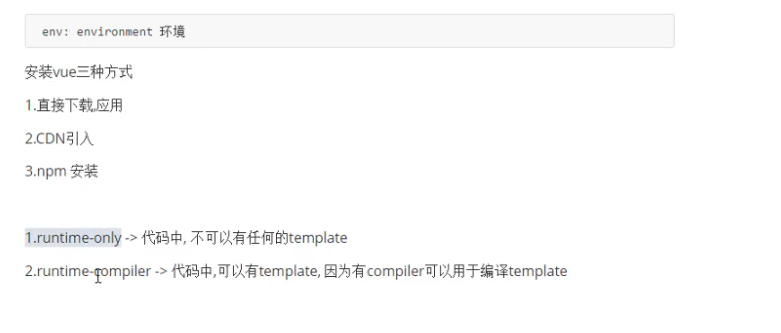 env: environment 环境
安装vue三种方式
1.直接下载,应用
2.CDN引入
3.npm 安装
1.runtime-only -> 代码中, 不可以有任何的template
2.runtime-compiler -> 代码中,可以有template, 因为有compiler可以用于编译template